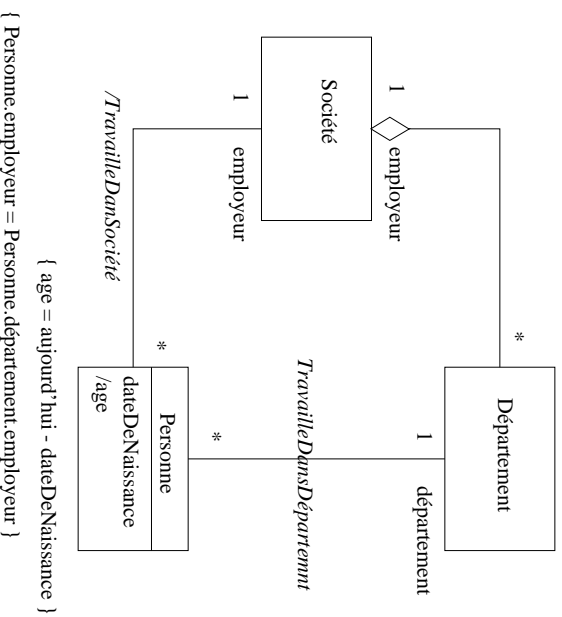 *
Département
1
employeur
1
département
Société
TravailleDansDépartemnt
1
employeur
*
/TravailleDanSociété
*
Personne
dateDeNaissance
/age
{ age = aujourd'hui - dateDeNaissance }
{ Personne.employeur = Personne.département.employeur }